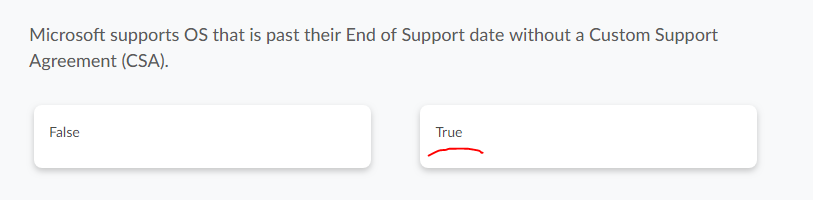 Microsoft supports OS that is past their End of Support date without a Custom Support
Agreement (CSA).
False
True